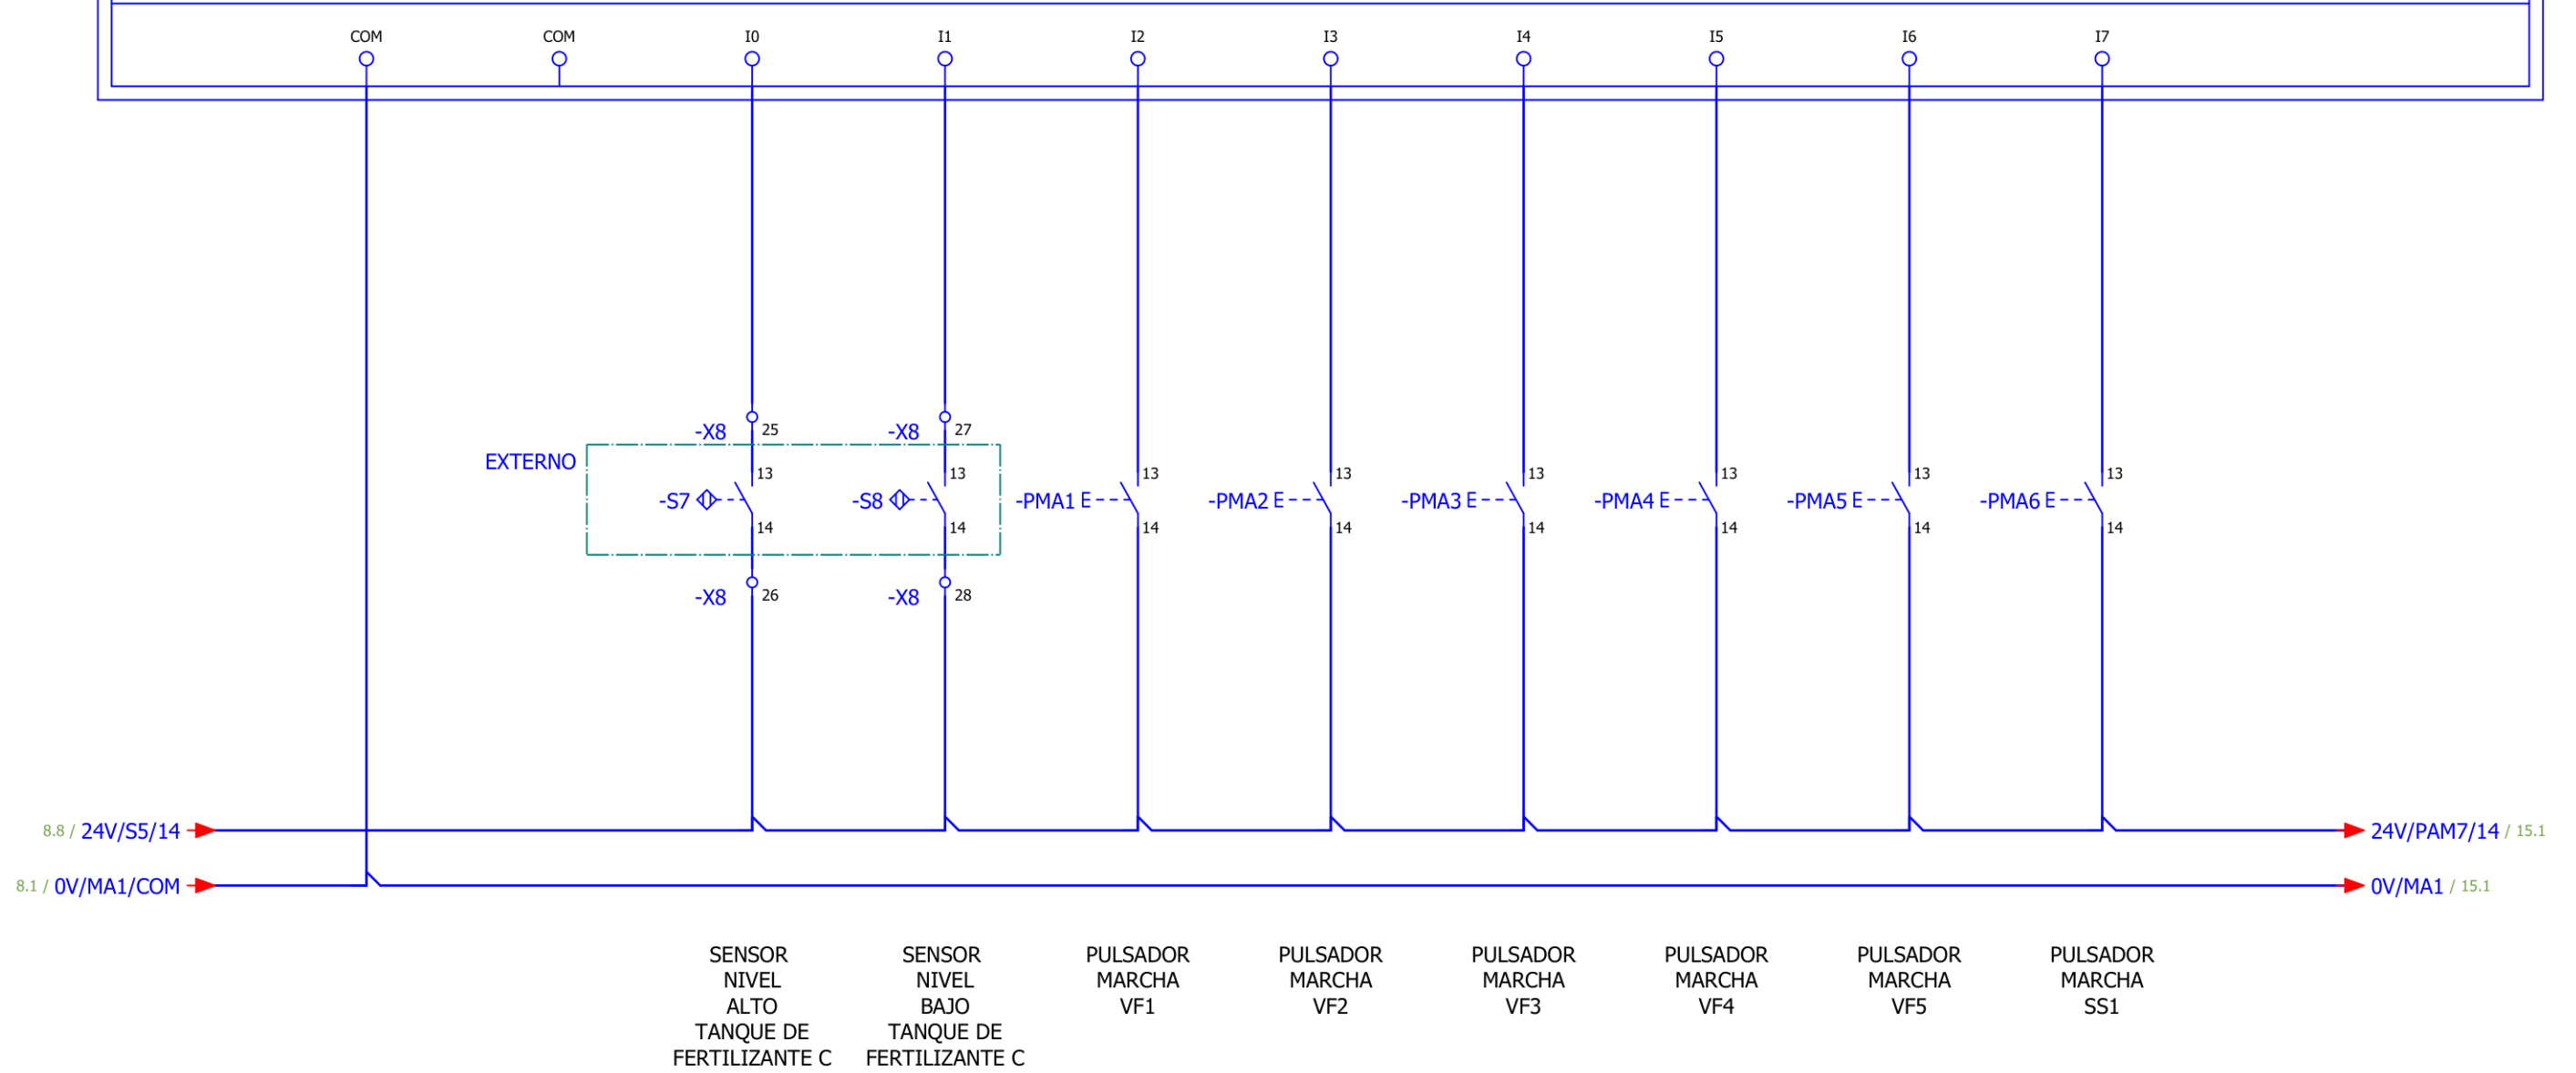 COM COM I0 I1 I2 I3 I4 I5 I6 I7
-X8 25 -X8 27
EXTERNO
13 13 13 13 13 13 13 13
-S7 -S8 -PMA1 E -PMA2 E -PMA3 E -PMA4 E -PMA5 E -PMA6 E
14 14 14 14 14 14 14 14
-X8 26 -X8 28
8.8 / 24V/S5/14 24V/PAM7/14 / 15.1
8.1 / 0V/MA1/COM 0V/MA1 / 15.1
SENSOR
NIVEL
ALTO
TANQUE DE
FERTILIZANTE C
SENSOR
NIVEL
BAJO
TANQUE DE
FERTILIZANTE C
PULSADOR
MARCHA
VF1
PULSADOR
MARCHA
VF2
PULSADOR
MARCHA
VF3
PULSADOR
MARCHA
VF4
PULSADOR
MARCHA
VF5
PULSADOR
MARCHA
SS1